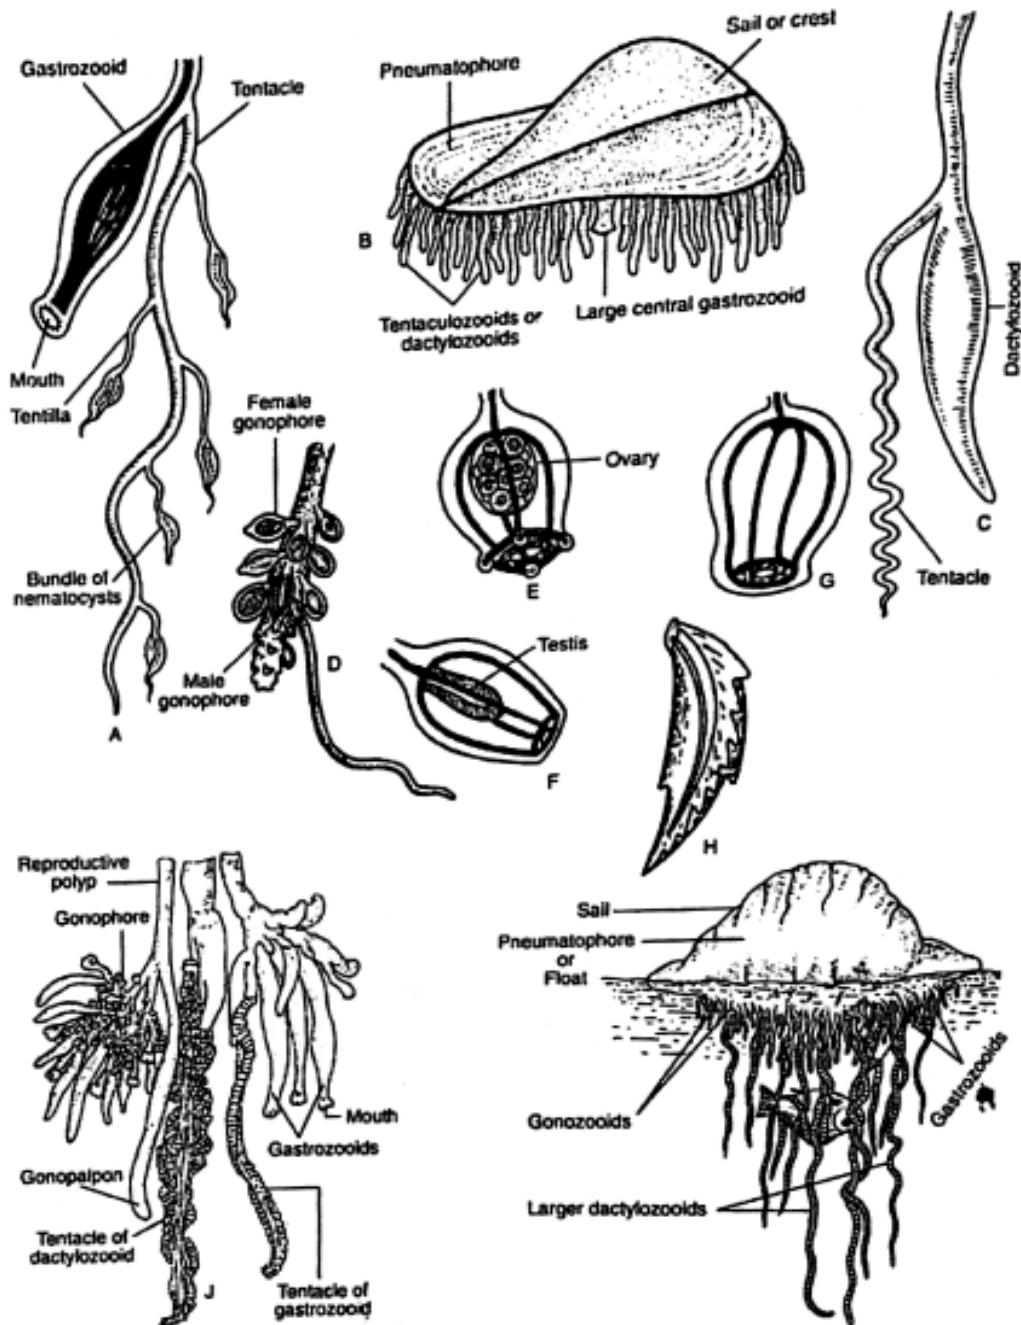 Gastrozooid
Tentacle
Mouth
Tentilla
Bundle of
nematocysts
A
Pneumatophore
Sail or crest
B
Tentaculozooids or
dactylozooids
Large central gastrozooid
Dactylozooid
C
Tentacle
Female
gonophore
Male
gonophore
D
Ovary
E
G
Testis
F
H
Reproductive
polyp
Gonophore
Gonopalpon
Tentacle of
dactylozooid
J
Mouth
Gastrozooids
Tentacle of
gastrozooid
Sail
Pneumatophore
or
Float
Gonozooids
Gastrozooids
Larger dactylozooids